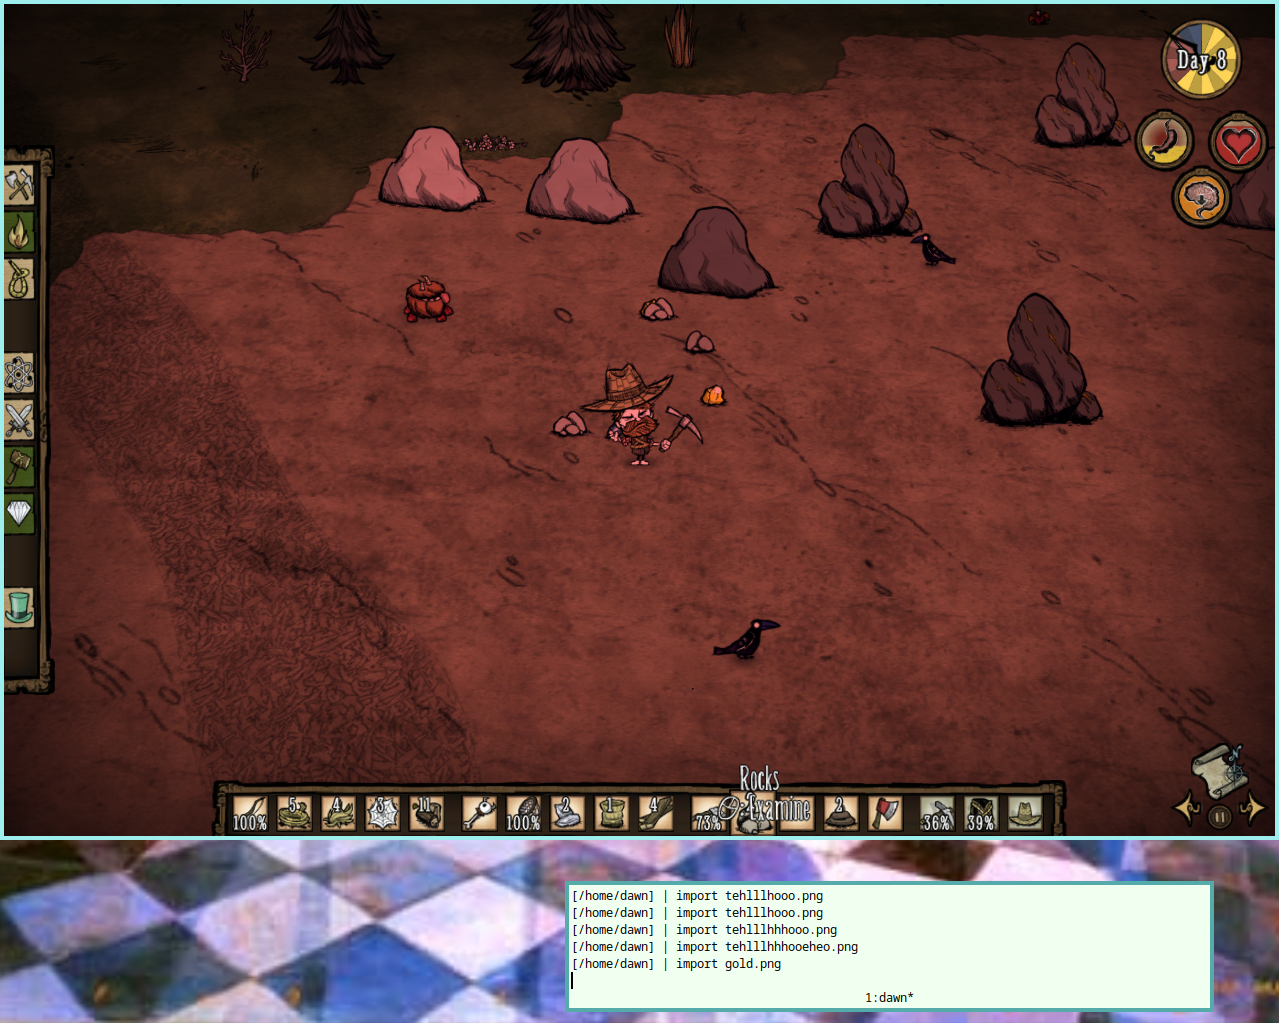 Day 8
Rocks
: Examine
100%
5
4
3
11
100%
2
1
4
73%
2
36%
39%
[/home/dawn] | import tehlllhooo.png
[/home/dawn] | import tehlllhooo.png
[/home/dawn] | import tehlllhhhooo.png
[/home/dawn] | import tehlllhhhooeheo.png
[/home/dawn] | import gold.png
1:dawn*